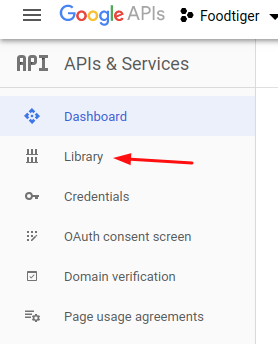 Google APIs Foodtiger
API APIs & Services
Dashboard
Library
Credentials
OAuth consent screen
Domain verification
Page usage agreements